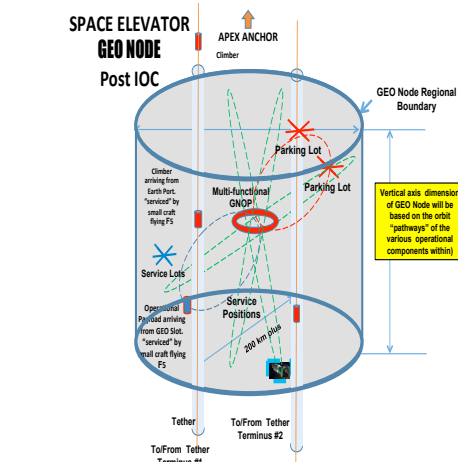 SPACE ELEVATOR
GEO NODE
Post IOC
APEX ANCHOR
Climber
GEO Node Regional
Boundary
Parking Lot
Parking Lot
Climber
arriving from
Earth Port.
"serviced" by
small craft
flying F5
Multi-functional
GNOP
Vertical axis dimension
of GEO Node will be
based on the orbit
"pathways" of the
various operational
components within)
Service Lots
Operational
Payload arriving
from GEO Slot.
"serviced" by
small craft flying
F5
Service
Positions
200 km plus
Tether
To/From Tether
Terminus #1
To/From Tether
Terminus #2